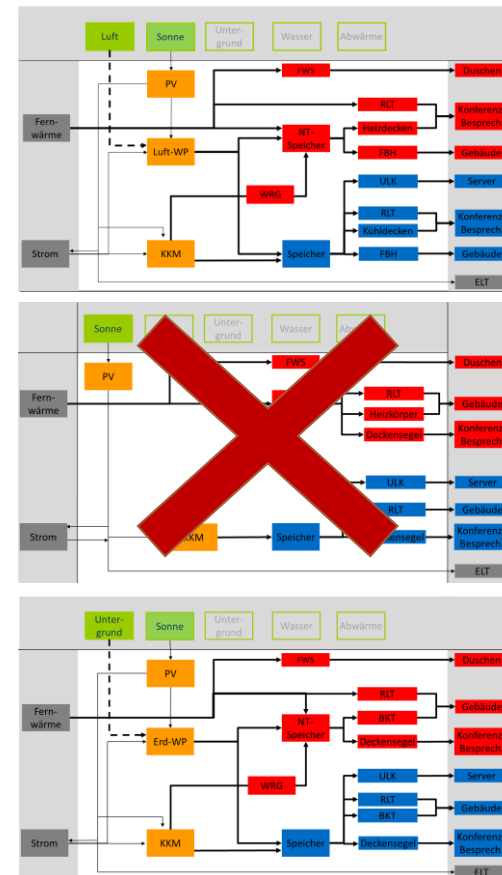 Luft
Sonne
Unter-
grund
Wasser
Abwärme
PV
FWS
Duschen
Fern-
wärme
RLT
Konferenz
Besprech.
NT-
Speicher
Heizdecken
Luft-WP
FBH
Gebäude
ULK
Server
WRG
RLT
Konferenz
Besprech.
Kühldecken
Strom
KKM
Speicher
FBH
Gebäude
ELT
Sonne
Unter-
grund
Wasser
PV
FWS
Duschen
Fern-
wärme
RLT
Gebäude
Heizkörper
Deckensegel
Konferenz
Besprech.
ULK
Server
RLT
Gebäude
Strom
KKM
Speicher
Konferenz
Besprech.
ELT
Unter-
grund
Sonne
Unter-
grund
Wasser
Abwärme
PV
FWS
Duschen
Fern-
wärme
RLT
Gebäude
NT-
Speicher
BKT
Erd-WP
Deckensegel
Konferenz
Besprech.
ULK
Server
WRG
RLT
Gebäude
BKT
Strom
KKM
Speicher
Deckensegel
Konferenz
Besprech.
ELT